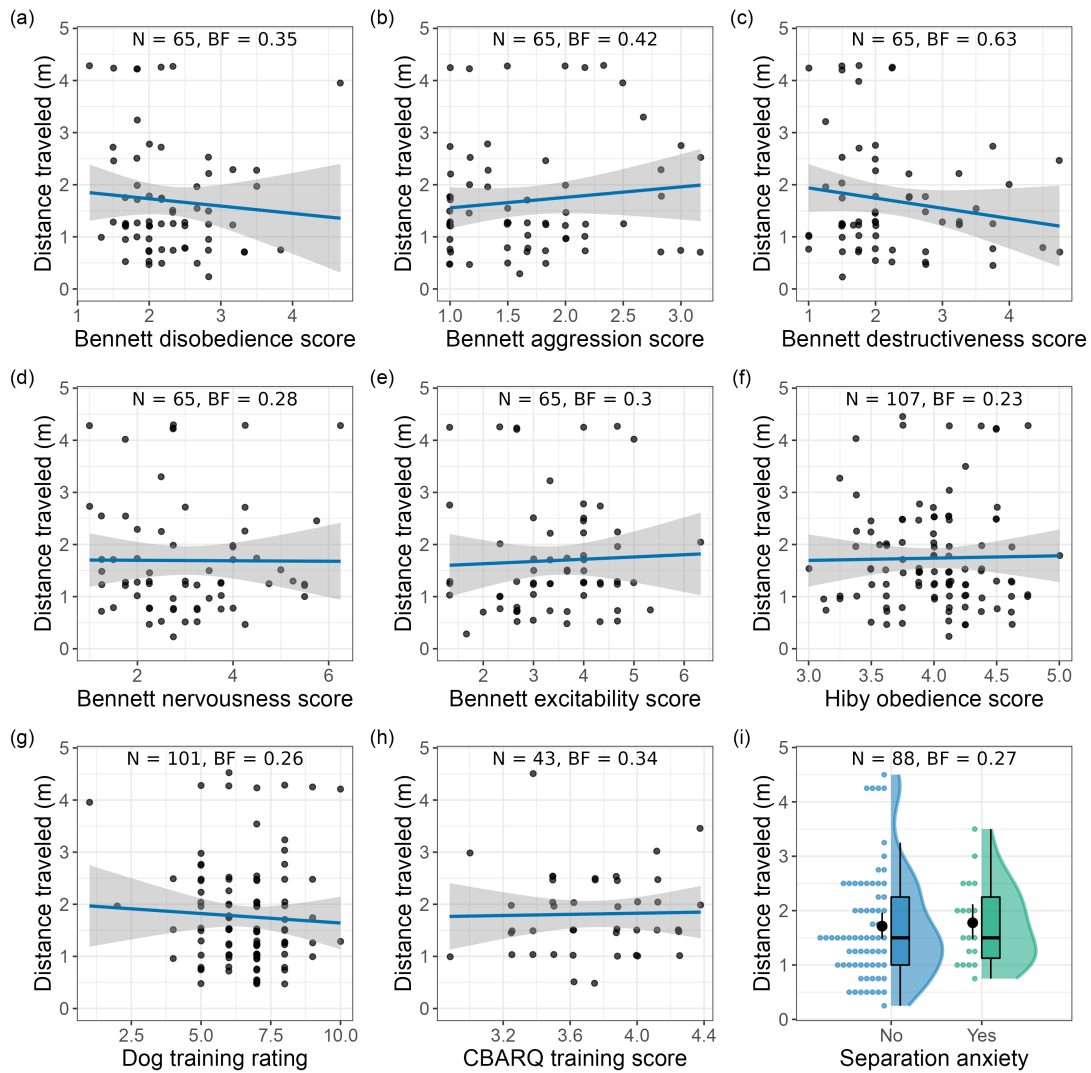 (a)
N = 65, BF = 0.35
Distance traveled (m)
5
4
3
2
1
0
1 2 3 4
Bennett disobedience score
(b)
N = 65, BF = 0.42
Distance traveled (m)
5
4
3
2
1
0
1.0 1.5 2.0 2.5 3.0
Bennett aggression score
(c)
N = 65, BF = 0.63
Distance traveled (m)
5
4
3
2
1
0
1 2 3 4
Bennett destructiveness score
(d)
N = 65, BF = 0.28
Distance traveled (m)
5
4
3
2
1
0
2 4 6
Bennett nervousness score
(e)
N = 65, BF = 0.3
Distance traveled (m)
5
4
3
2
1
0
2 3 4 5 6
Bennett excitability score
(f)
N = 107, BF = 0.23
Distance traveled (m)
5
4
3
2
1
0
3.0 3.5 4.0 4.5 5.0
Hiby obedience score
(g)
N = 101, BF = 0.26
Distance traveled (m)
5
4
3
2
1
0
2.5 5.0 7.5 10.0
Dog training rating
(h)
N = 43, BF = 0.34
Distance traveled (m)
5
4
3
2
1
0
3.2 3.6 4.0 4.4
CBARQ training score
(i)
N = 88, BF = 0.27
Distance traveled (m)
5
4
3
2
1
0
No Yes
Separation anxiety